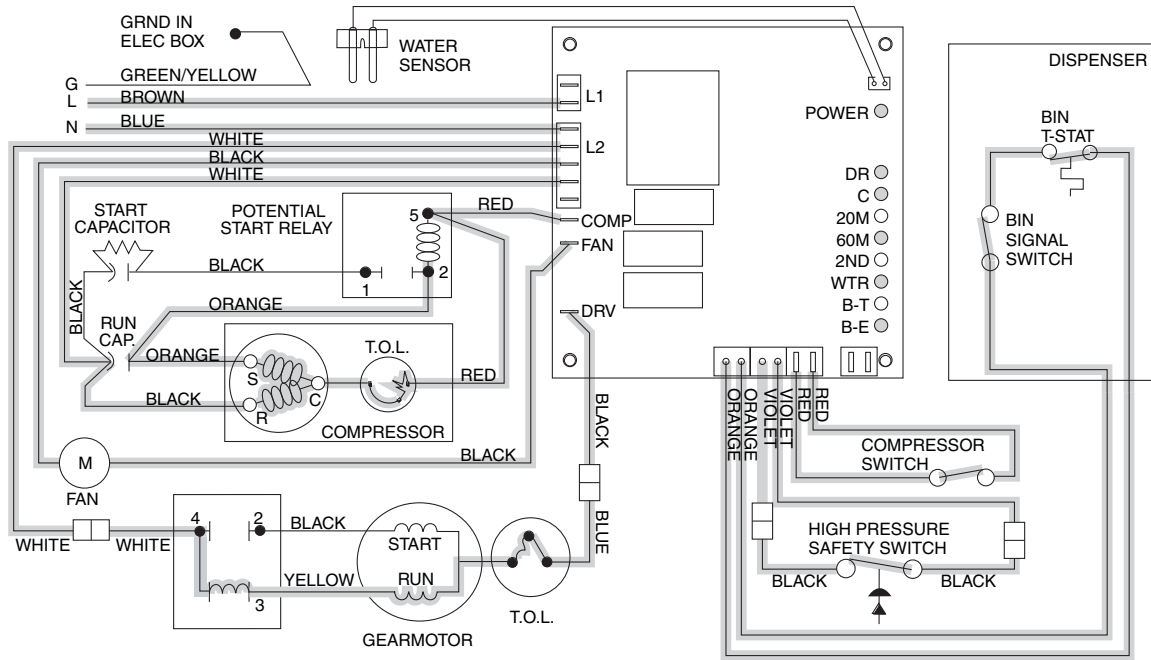 GRND IN
ELEC BOX
WATER
SENSOR
DISPENSER
G
GREEN/YELLOW
L
BROWN
L1
POWER
N
BLUE
WHITE
L2
BLACK
WHITE
BIN
T-STAT
DR
C
20M
60M
2ND
WTR
B-T
B-E
START
CAPACITOR
POTENTIAL
START RELAY
5
RED
COMP
FAN
BIN
SIGNAL
SWITCH
BLACK
1
2
ORANGE
DRV
BLACK
RUN
CAP.
ORANGE
T.O.L.
S
C
RED
BLACK
R
COMPRESSOR
ORANGE
ORANGE
VIOLET
VIOLET
RED
RED
BLACK
M
FAN
BLACK
COMPRESSOR
SWITCH
WHITE
WHITE
4
2
BLACK
START
BLUE
HIGH PRESSURE
SAFETY SWITCH
YELLOW
RUN
3
BLACK
BLACK
T.O.L.
GEARMOTOR